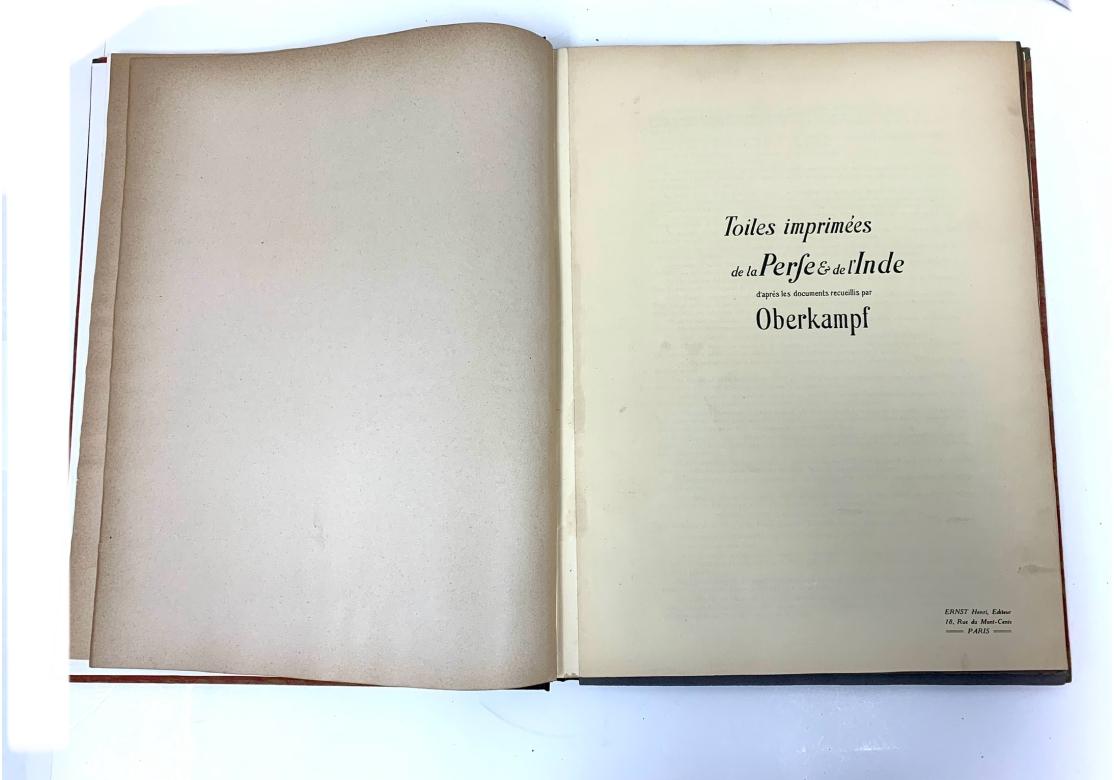 Toiles imprimées
de la Perſe & de l'Inde
d'après les documents recueillis par
Oberkampf
ERNST Henri, Editeur
18, Rue du Mont-Cenis
PARIS